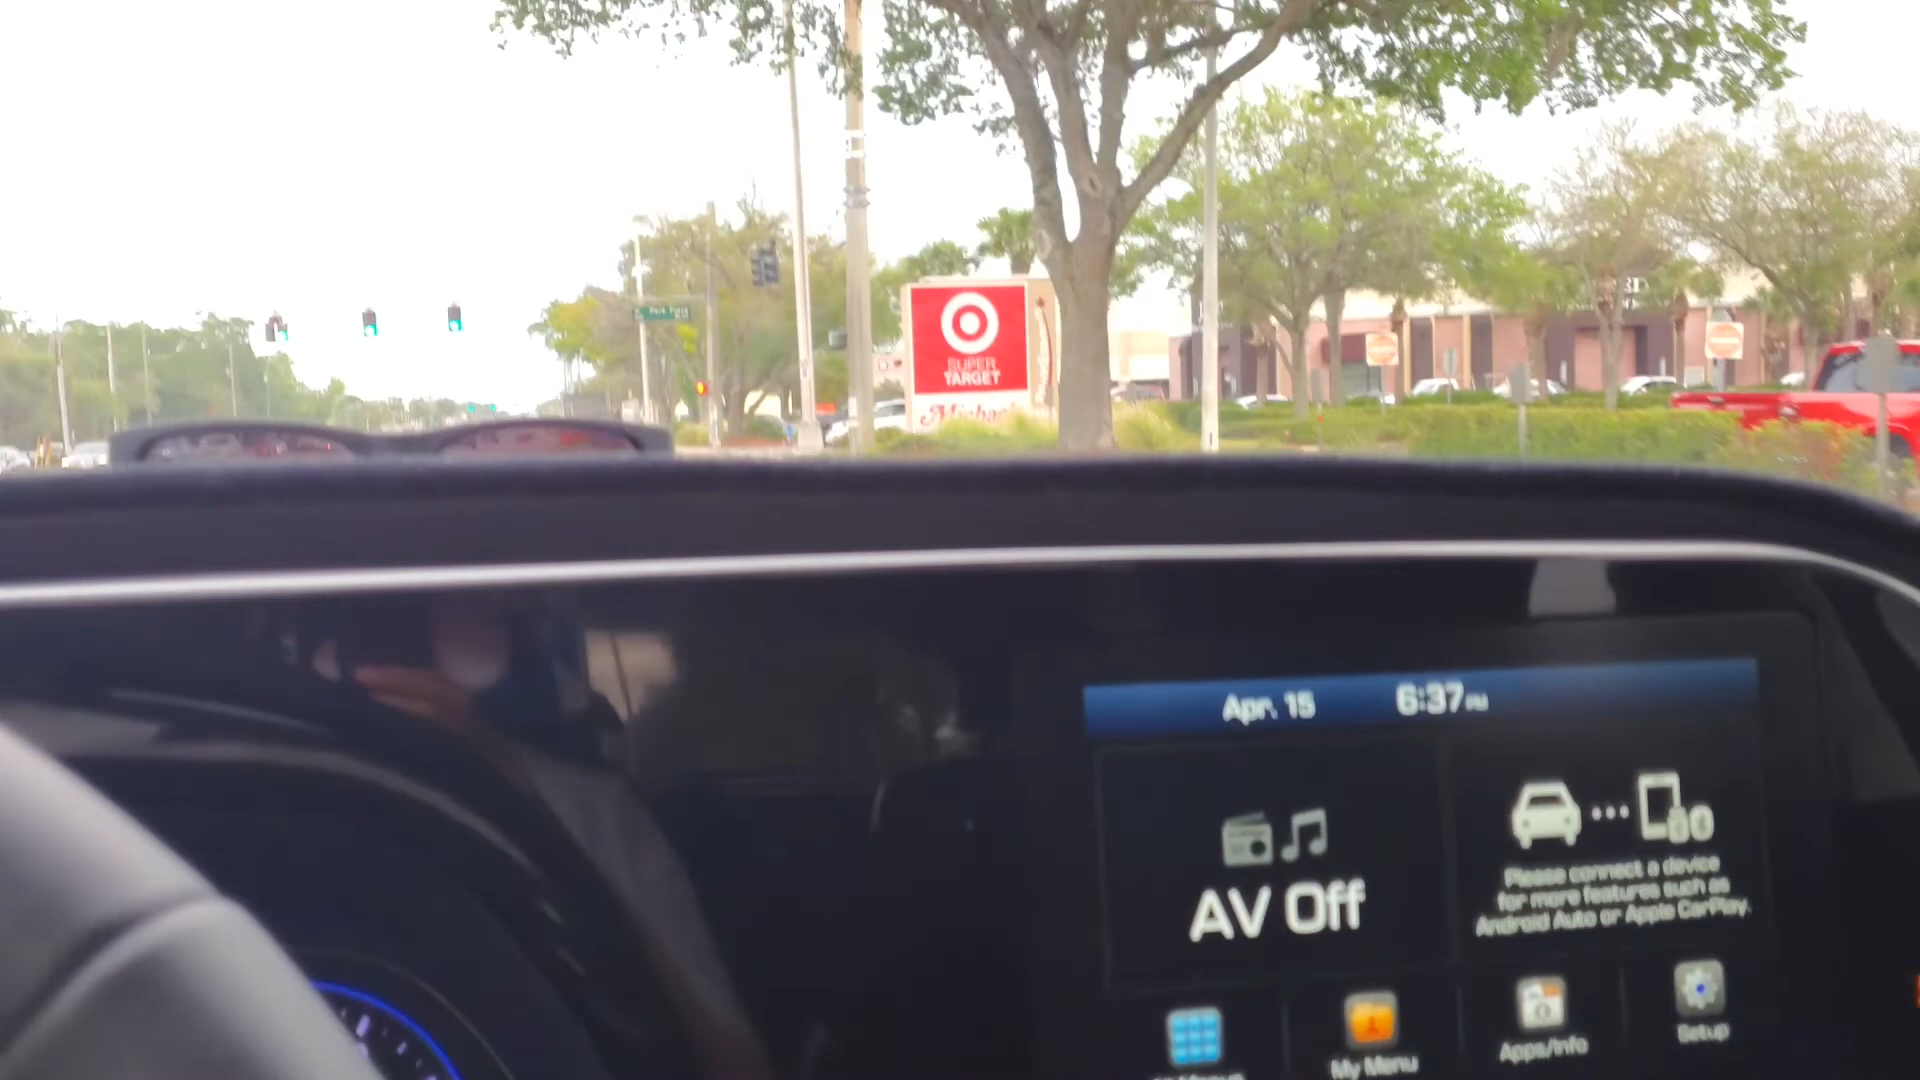 SUPER
TARGET
Apr. 15
6:37PM
AV Off
Please connect a device
for more features such as
Android Auto or Apple CarPlay.
My Menu
Apps/Info
Setup